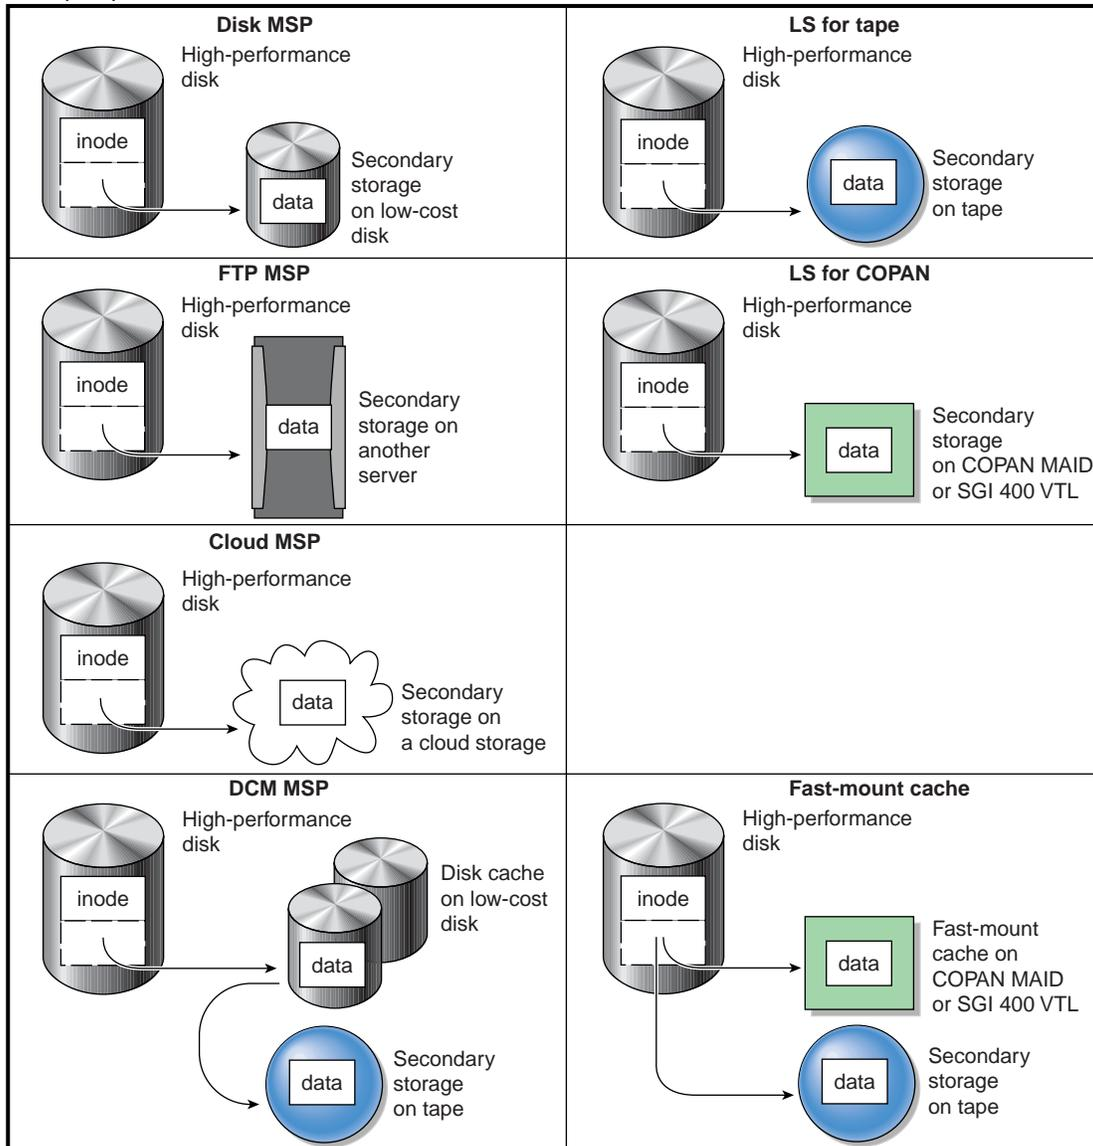 Disk MSP
High-performance
disk
inode
data
Secondary
storage
on low-cost
disk
LS for tape
High-performance
disk
inode
data
Secondary
storage
on tape
FTP MSP
High-performance
disk
inode
data
Secondary
storage on
another
server
LS for COPAN
High-performance
disk
inode
data
Secondary
storage
on COPAN MAID
or SGI 400 VTL
Cloud MSP
High-performance
disk
inode
data
Secondary
storage on
a cloud storage
DCM MSP
High-performance
disk
inode
data
Disk cache
on low-cost
disk
data
Secondary
storage
on tape
Fast-mount cache
High-performance
disk
inode
data
Fast-mount
cache on
COPAN MAID
or SGI 400 VTL
data
Secondary
storage
on tape